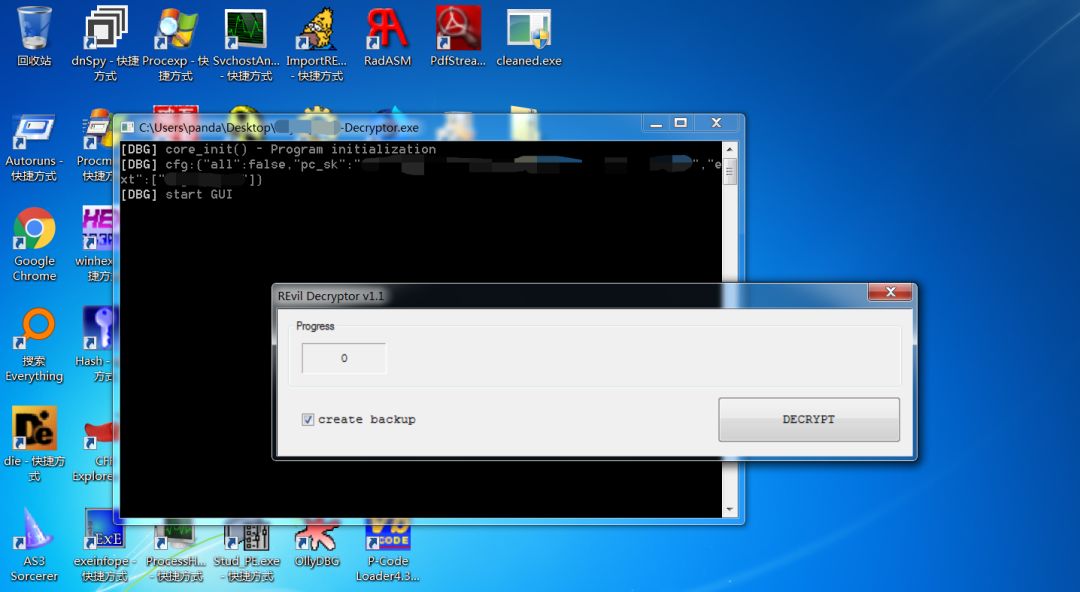 回收站
dnSpy - 快捷方式
Procexp - 快捷方式
SvchostAn... - 快捷方式
ImportRE... - 快捷方式
RadASM
PdfStrea...
cleaned.exe
Autoruns - 快捷方式
Procm
快捷
C:\Users\panda\Desktop\
-Decryptor.exe
[DBG] core_init() - Program initialization
[DBG] cfg:{"all":false,"pc_sk":"
","e
xt":["
"]}
[DBG] start GUI
Google Chrome
winhex
捷方
REvil Decryptor v1.1
Progress
0
create backup
DECRYPT
搜索 Everything
Hash -
方式
die - 快捷方式
CFF
Explore
AS3 Sorcerer
exeinfope - 快捷方式
ProcessH... - 快捷方式
Stud_PE.exe - 快捷方式
OllyDBG
P-Code Loader4.3...